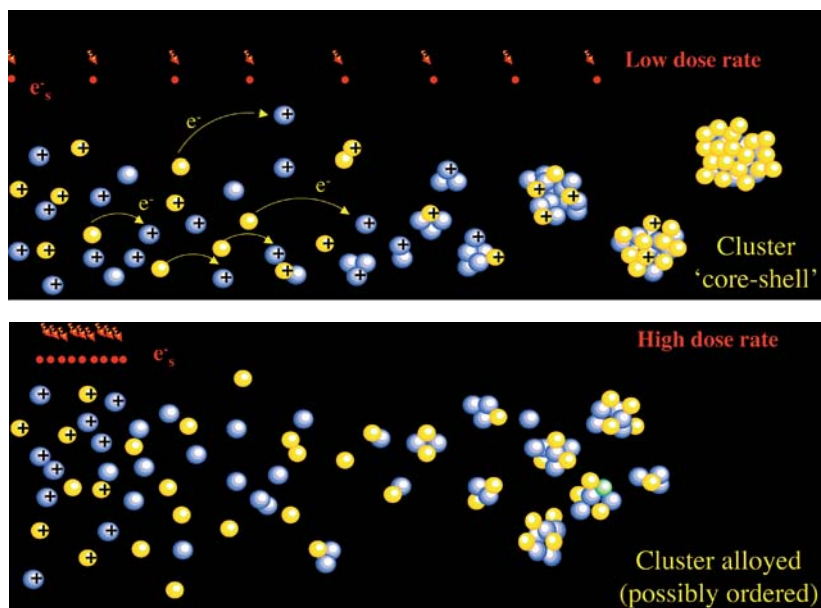 Low dose rate
e⁻s
e⁻
e⁻
Cluster
'core-shell'
High dose rate
e⁻s
Cluster alloyed
(possibly ordered)